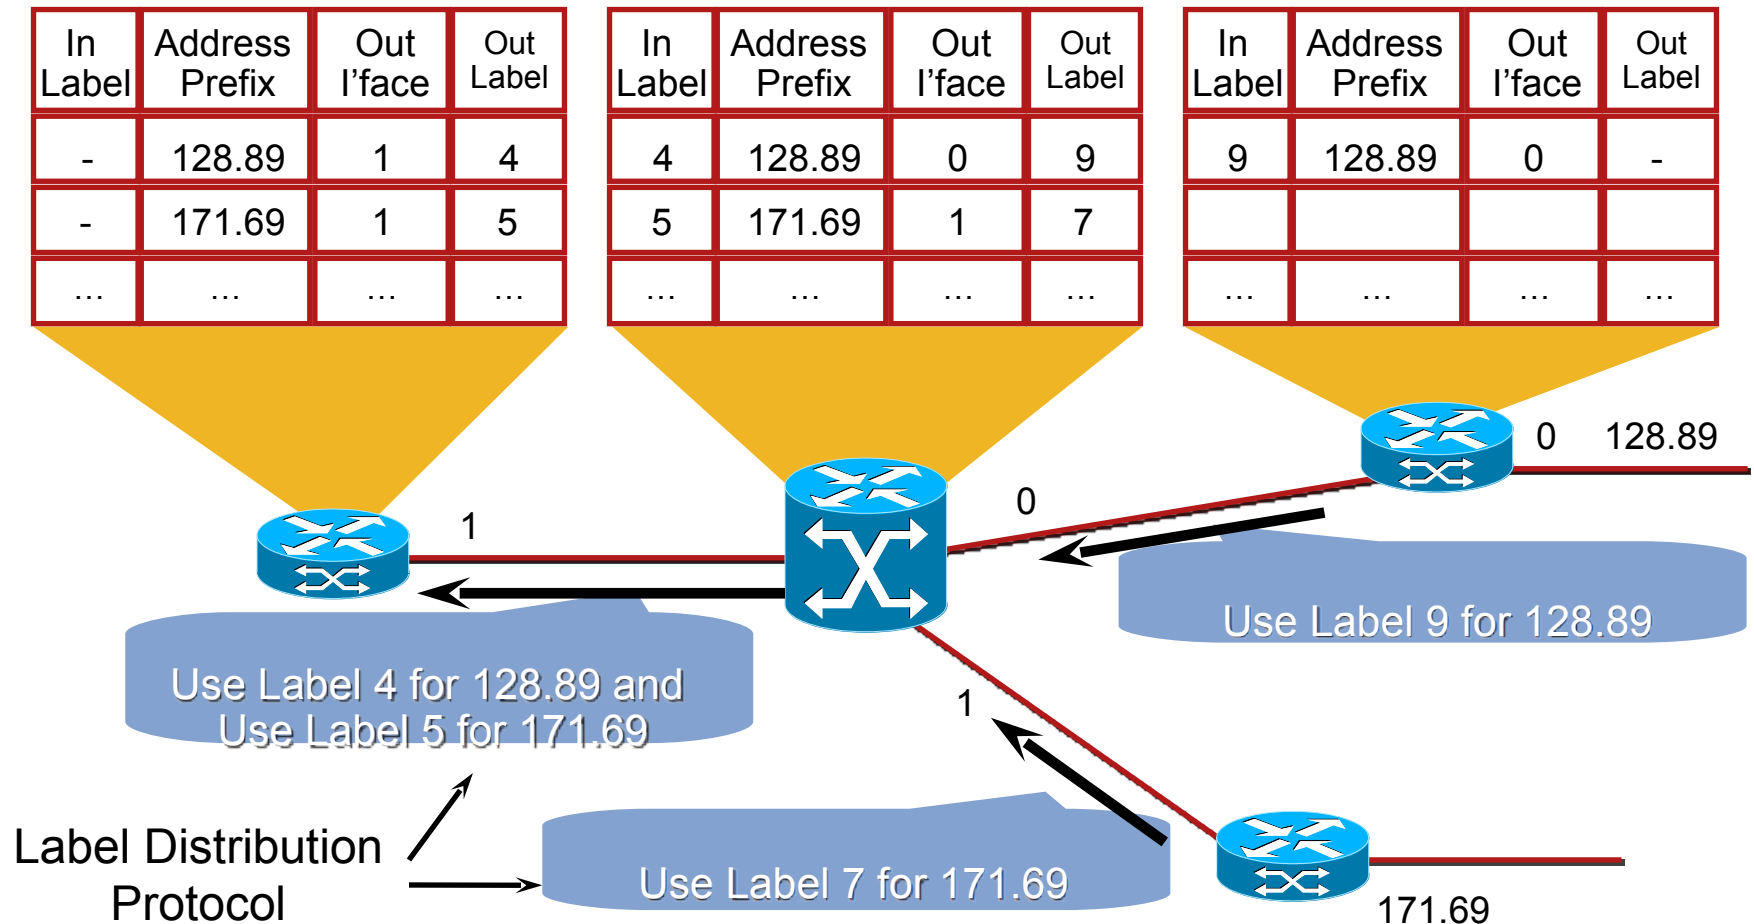 In Label Address Prefix Out I’face Out Label
- 128.89 1 4
- 171.69 1 5
... ... ... ...
In Label Address Prefix Out I’face Out Label
4 128.89 0 9
5 171.69 1 7
... ... ... ...
In Label Address Prefix Out I’face Out Label
9 128.89 0 -
... ... ... ...
0 128.89
0
1
Use Label 9 for 128.89
Use Label 4 for 128.89 and
Use Label 5 for 171.69
1
Label Distribution
Protocol
Use Label 7 for 171.69
171.69